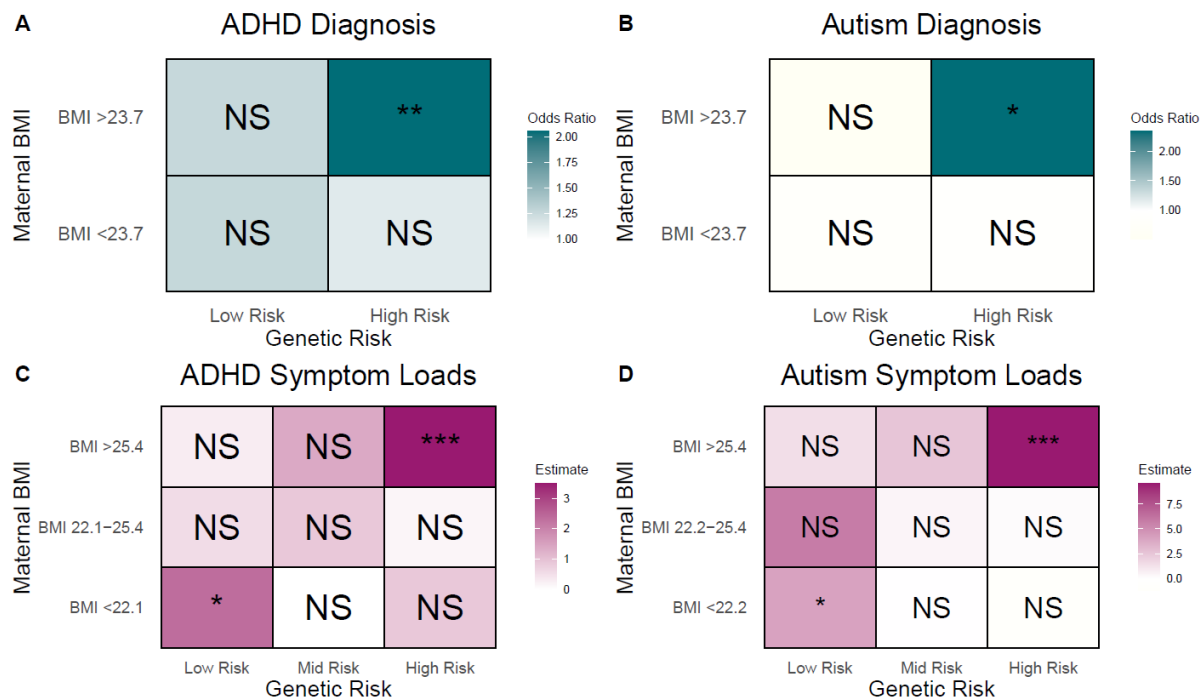 A ADHD Diagnosis
Maternal BMI
BMI >23.7
NS **
BMI <23.7
NS NS
Low Risk High Risk
Genetic Risk
Odds Ratio
2.00
1.75
1.50
1.25
1.00
B Autism Diagnosis
Maternal BMI
BMI >23.7
NS *
BMI <23.7
NS NS
Low Risk High Risk
Genetic Risk
Odds Ratio
2.00
1.50
1.00
C ADHD Symptom Loads
Maternal BMI
BMI >25.4
NS NS ***
BMI 22.1−25.4
NS NS NS
BMI <22.1
* NS NS
Low Risk Mid Risk High Risk
Genetic Risk
Estimate
3
2
1
0
D Autism Symptom Loads
Maternal BMI
BMI >25.4
NS NS ***
BMI 22.2−25.4
NS NS NS
BMI <22.2
* NS NS
Low Risk Mid Risk High Risk
Genetic Risk
Estimate
7.5
5.0
2.5
0.0